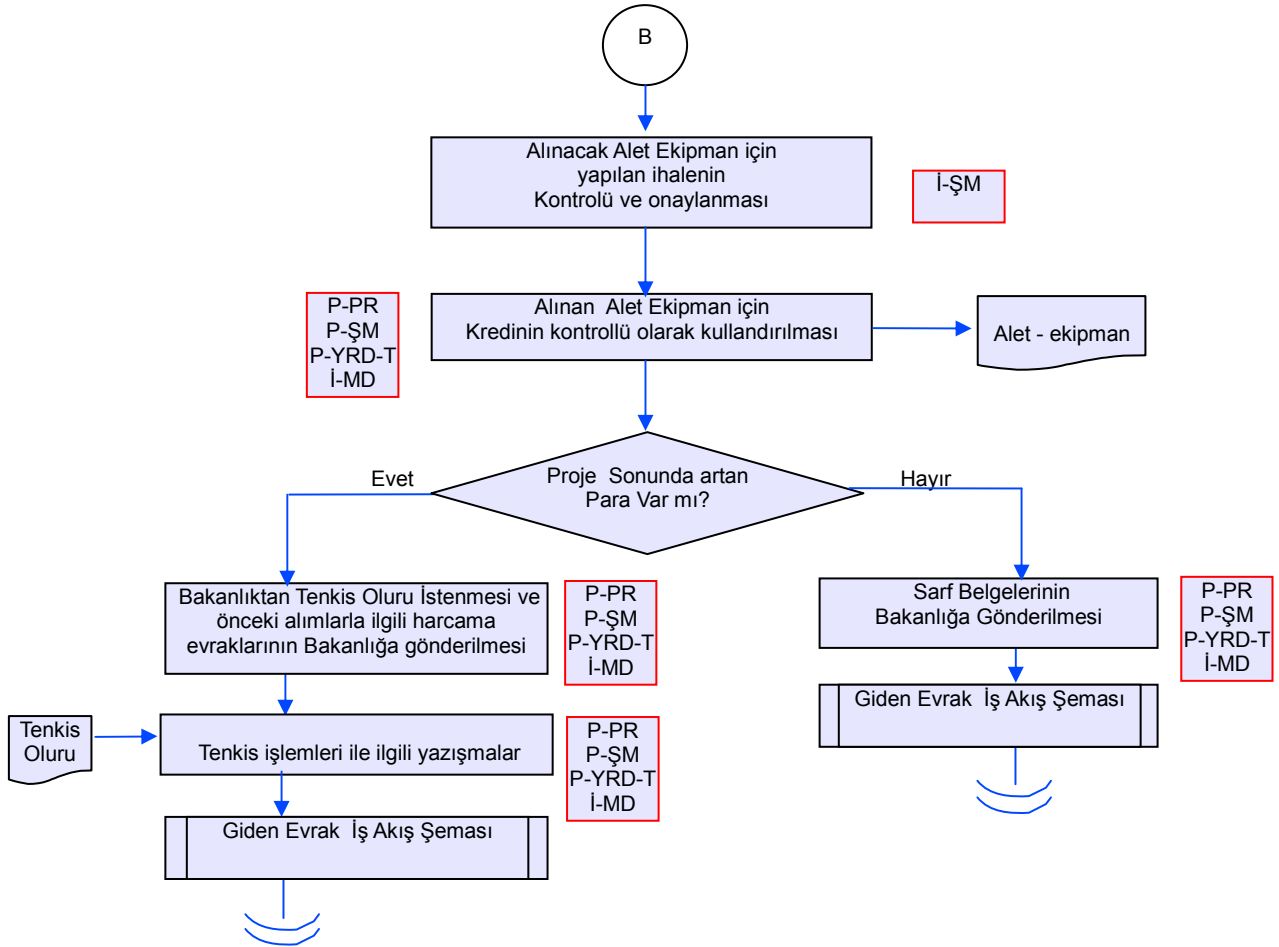 B
Alınacak Alet Ekipman için
yapılan ihalenin
Kontrolü ve onaylanması
İ-ŞM
P-PR
P-ŞM
P-YRD-T
İ-MD
Alınan Alet Ekipman için
Kredinin kontrollü olarak kullandırılması
Alet - ekipman
Proje Sonunda artan
Para Var mı?
Evet
Hayır
Bakanlıktan Tenkis Oluru İstenmesi ve
önceki alımlarla ilgili harcama
evraklarının Bakanlığa gönderilmesi
P-PR
P-ŞM
P-YRD-T
İ-MD
Sarf Belgelerinin
Bakanlığa Gönderilmesi
P-PR
P-ŞM
P-YRD-T
İ-MD
Giden Evrak İş Akış Şeması
Tenkis
Oluru
Tenkis işlemleri ile ilgili yazışmalar
P-PR
P-ŞM
P-YRD-T
İ-MD
Giden Evrak İş Akış Şeması